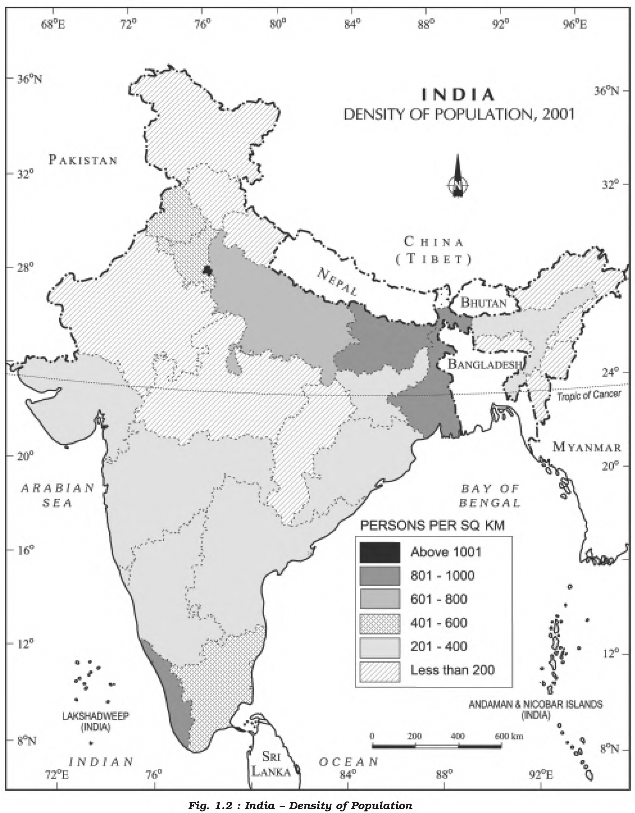 68°E 72° 76° 80° 84° 88° 92° 96°E
36°N
36°N
INDIA
DENSITY OF POPULATION, 2001
PAKISTAN
32°
32°
CHINA
(TIBET)
28°
NEPAL
BHUTAN
BANGLADESH
24°
Tropic of Cancer
MYANMAR
20°
20°
ARABIAN
SEA
BAY OF
BENGAL
PERSONS PER SQ KM
Above 1001
801 - 1000
601 - 800
401 - 600
201 - 400
Less than 200
16°
12°
12°
LAKSHADWEEP
(INDIA)
ANDAMAN & NICOBAR ISLANDS
(INDIA)
0 200 400 600 km
8°N
8°N
INDIAN
SRI
LANKA
OCEAN
72°E 76° 84° 88° 92°E
Fig. 1.2 : India – Density of Population